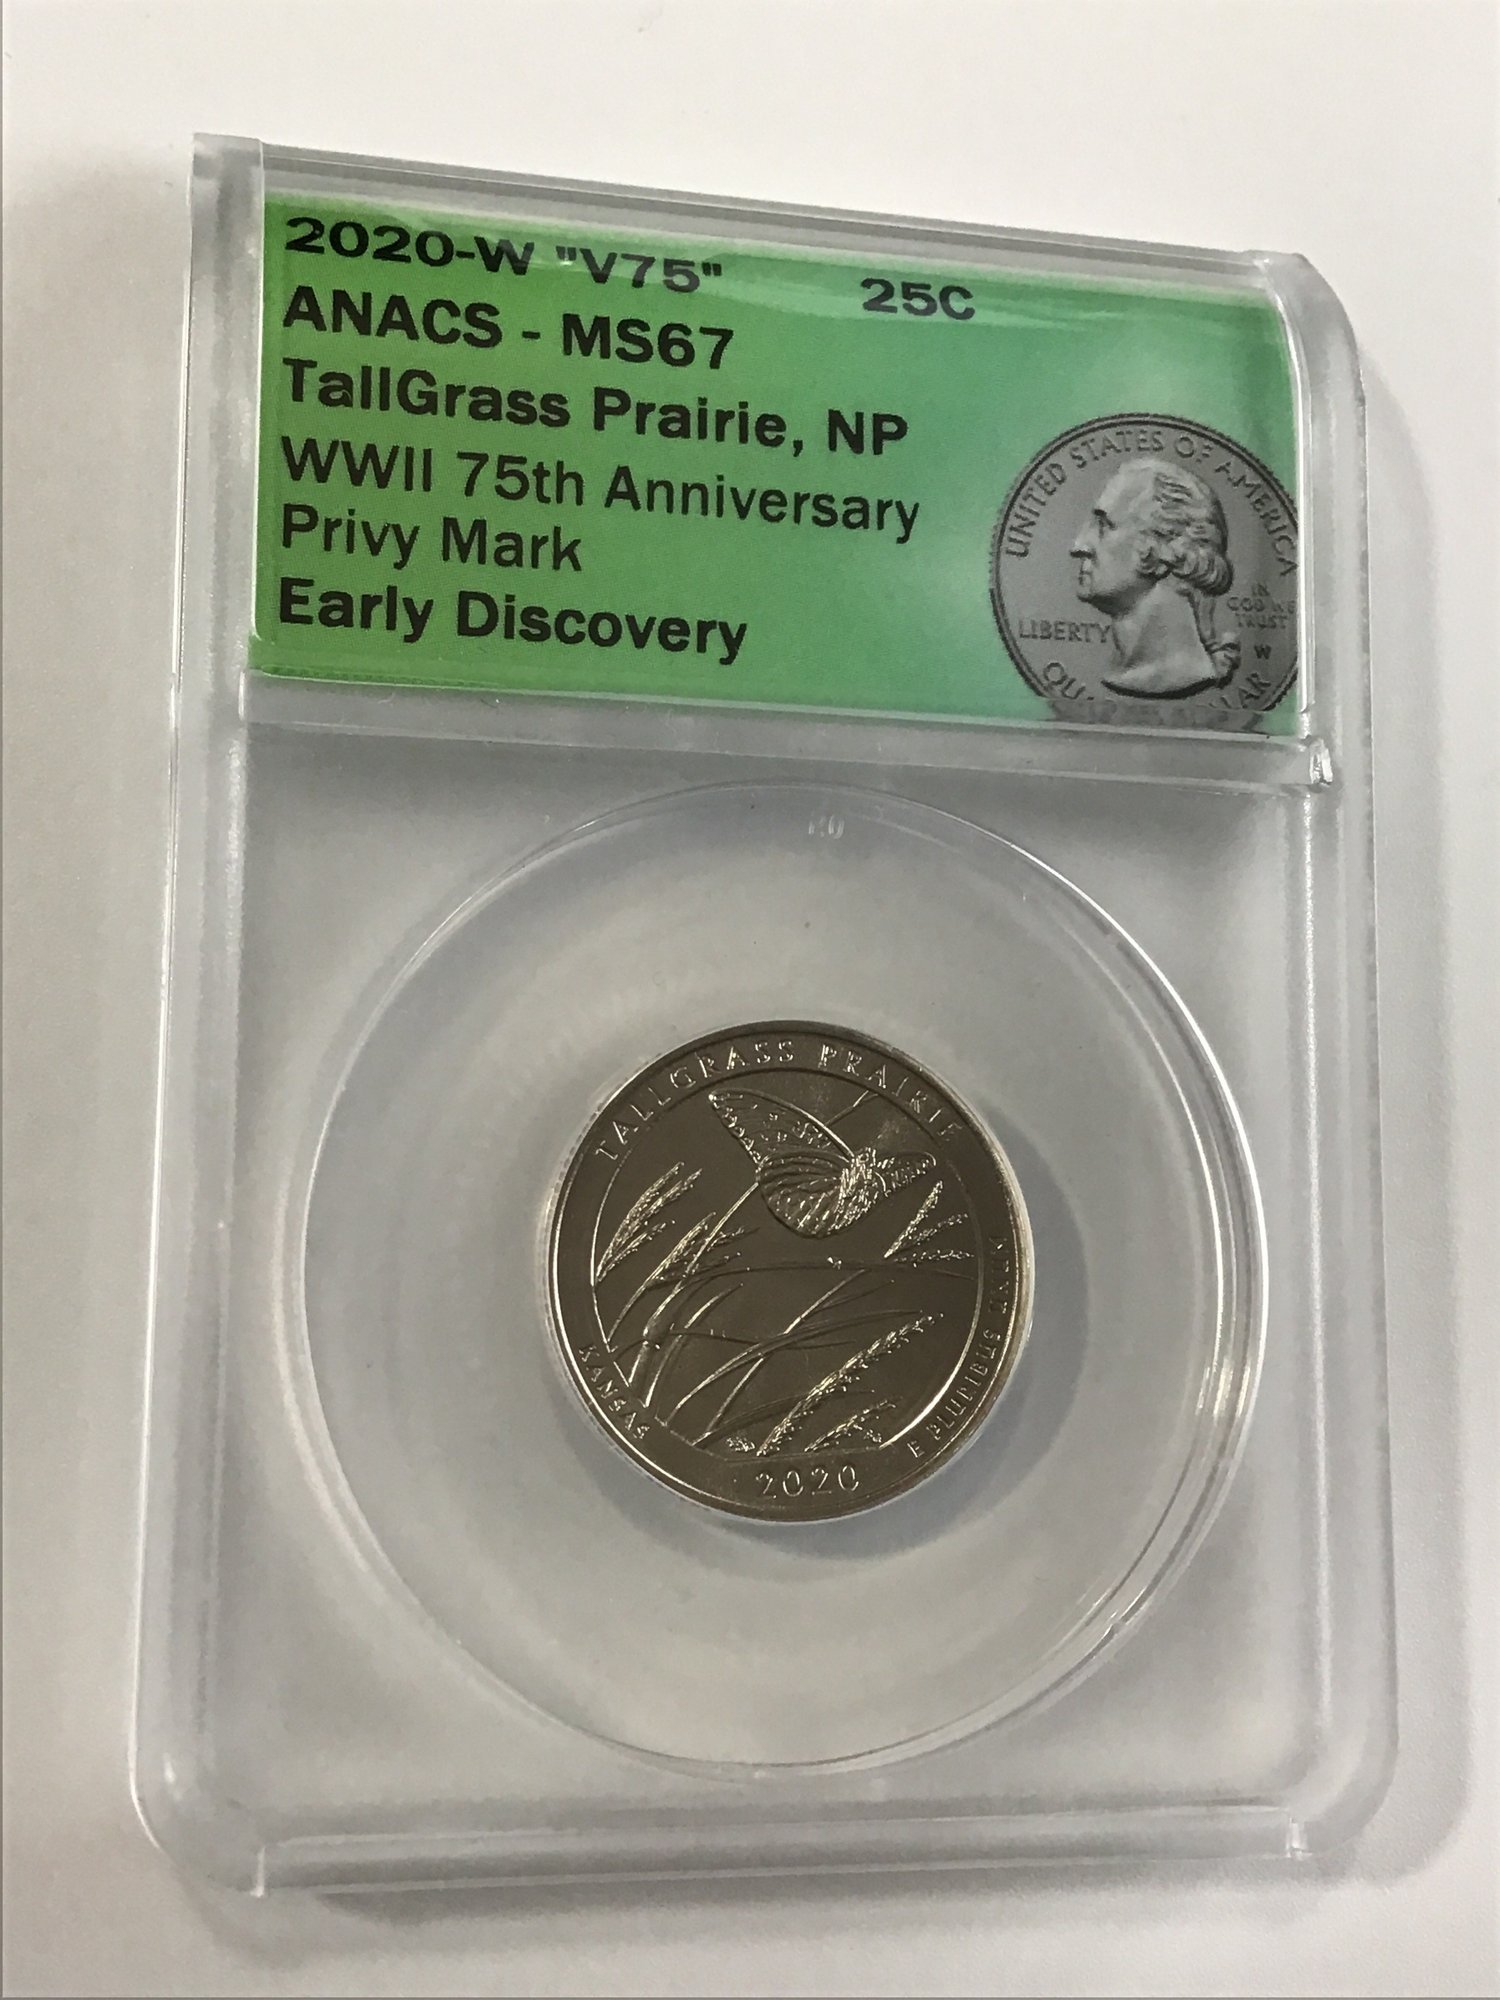 2020-W "V75" 25C
ANACS - MS67
TallGrass Prairie, NP
WWII 75th Anniversary
Privy Mark
Early Discovery
UNITED STATES OF AMERICA
LIBERTY
IN
GOD WE
TRUST
W
TALLGRASS PRAIRIE
KANSAS
2020
E PLURIBUS UNUM